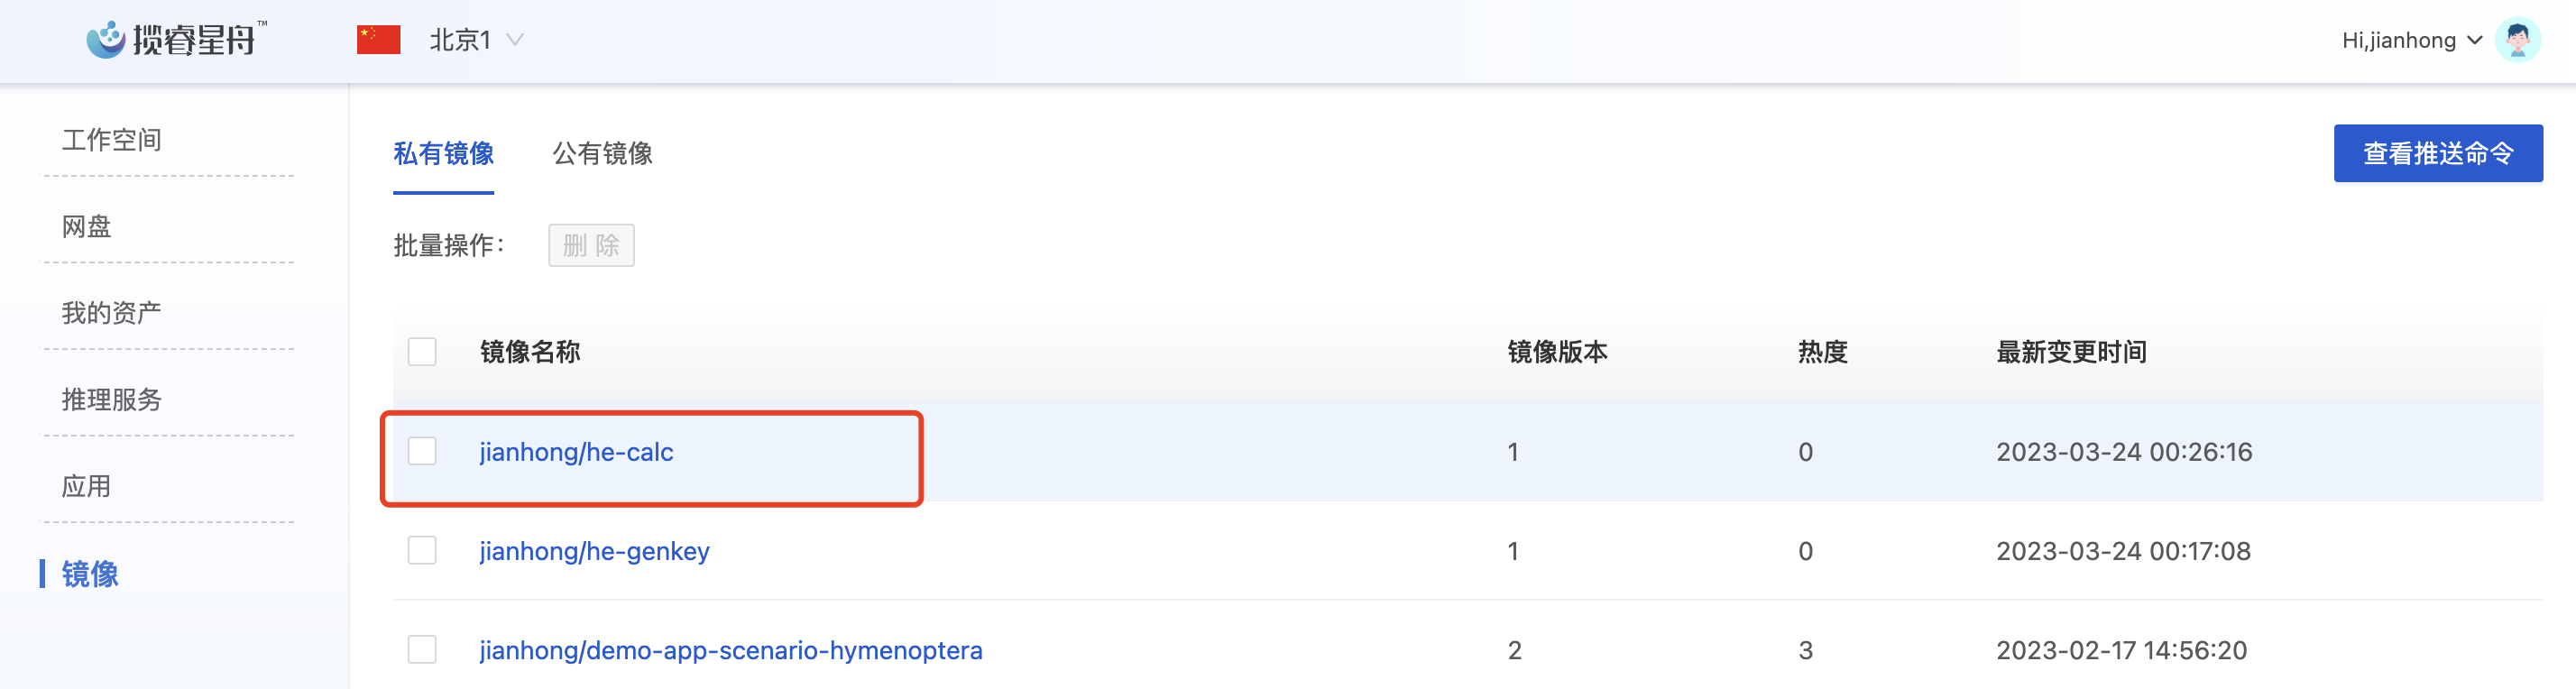 揽睿星舟™
北京1
Hi,jianhong
工作空间
网盘
我的资产
推理服务
应用
镜像
私有镜像 公有镜像
查看推送命令
批量操作： 删 除
镜像名称 镜像版本 热度 最新变更时间
jianhong/he-calc 1 0 2023-03-24 00:26:16
jianhong/he-genkey 1 0 2023-03-24 00:17:08
jianhong/demo-app-scenario-hymenoptera 2 3 2023-02-17 14:56:20